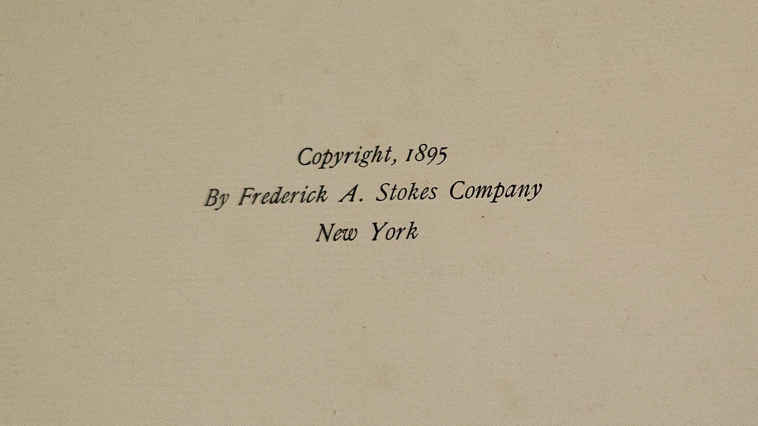 Copyright, 1895
By Frederick A. Stokes Company
New York